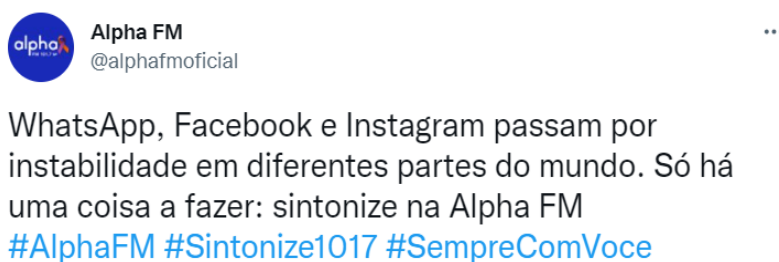 alpha
Alpha FM
@alphafmoficial
WhatsApp, Facebook e Instagram passam por
instabilidade em diferentes partes do mundo. Só há
uma coisa a fazer: sintonize na Alpha FM
#AlphaFM #Sintonize1017 #SempreComVoce